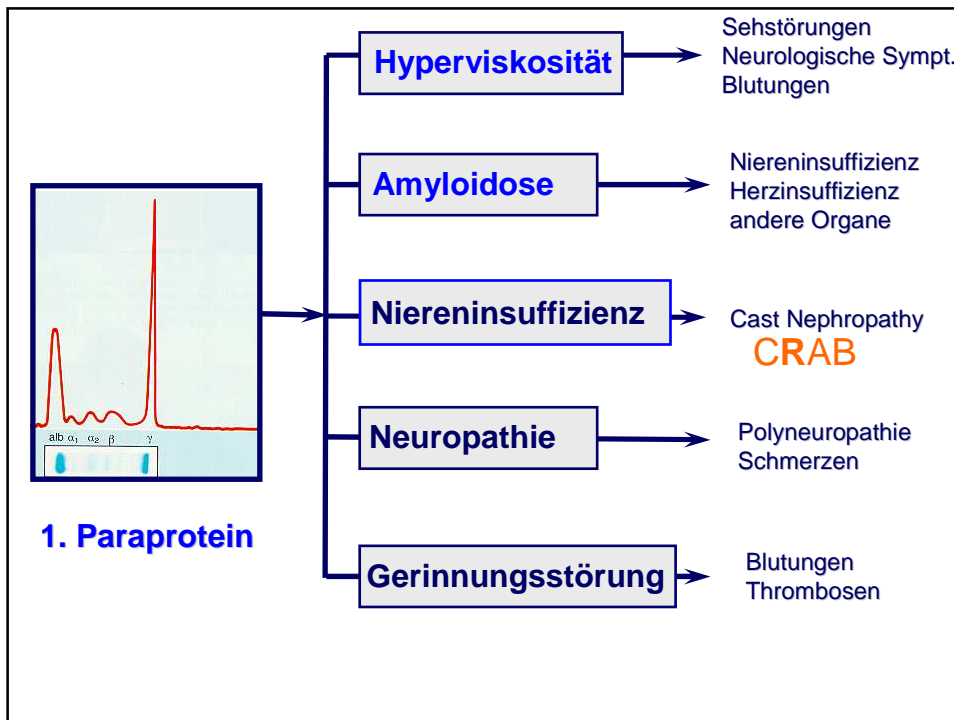 Hyperviskosität
Sehstörungen
Neurologische Sympt.
Blutungen
Amyloidose
Niereninsuffizienz
Herzinsuffizienz
andere Organe
Niereninsuffizienz
Cast Nephropathy
CRAB
Neuropathie
Polyneuropathie
Schmerzen
Gerinnungsstörung
Blutungen
Thrombosen
alb α1 α2 β γ
1. Paraprotein